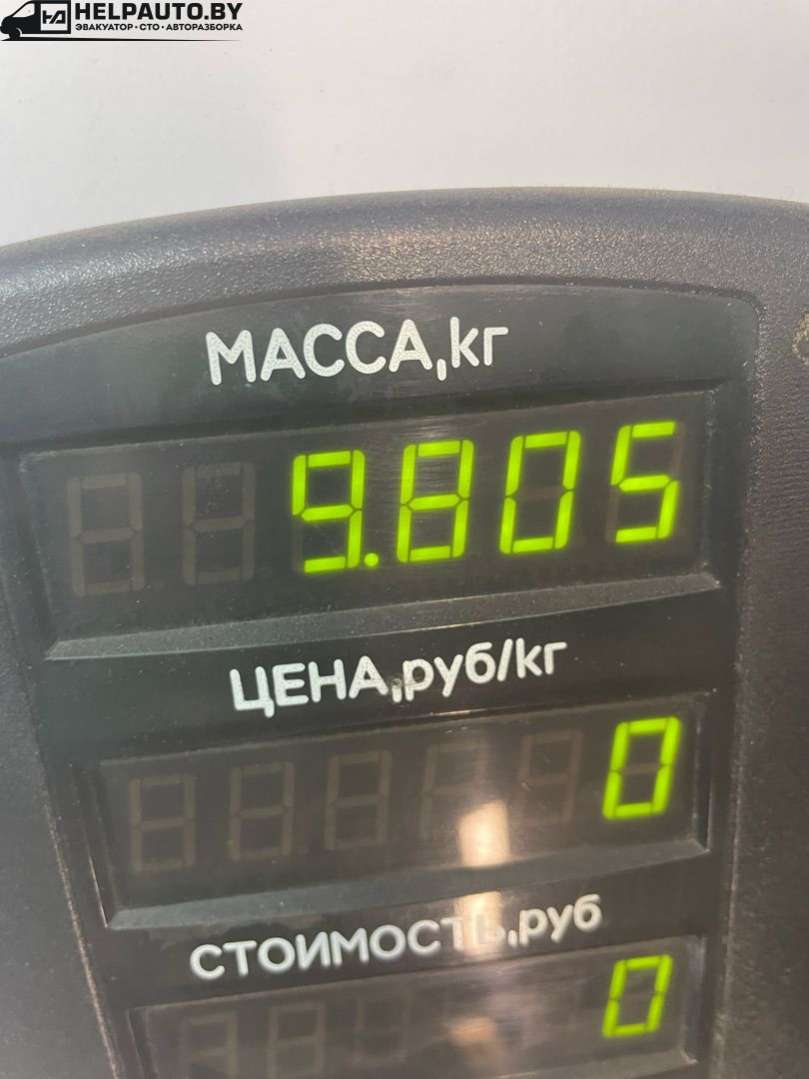 HELPAUTO.BY
ЭВАКУАТОР • СТО • АВТОРАЗБОРКА
МАССА,кг
9.805
ЦЕНА,руб/кг
0
СТОИМОСТЬ,руб
0